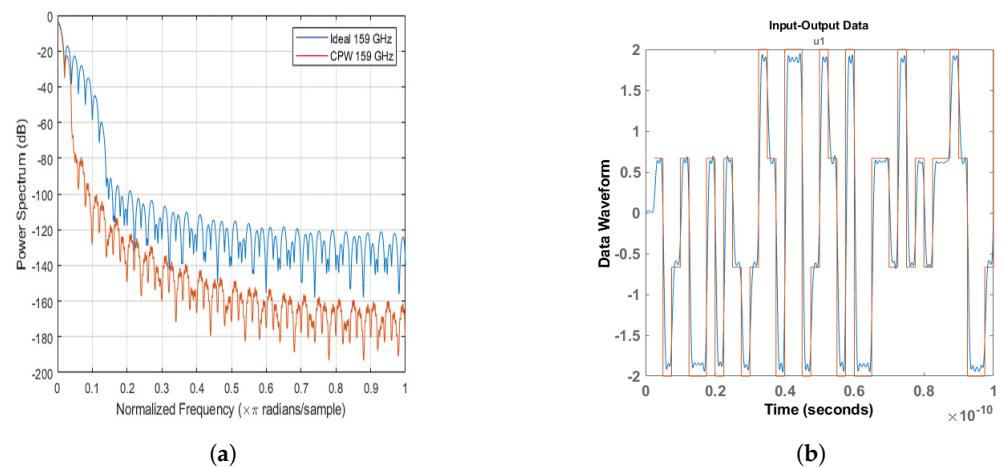 0
-20
-40
-60
-80
-100
-120
-140
-160
-180
-200
Power Spectrum (dB)
Ideal 159 GHz
CPW 159 GHz
0 0.1 0.2 0.3 0.4 0.5 0.6 0.7 0.8 0.9 1
Normalized Frequency (×π radians/sample)
(a)
Input-Output Data
u1
2
1.5
1
0.5
0
-0.5
-1
-1.5
-2
Data Waveform
0 0.2 0.4 0.6 0.8 1
Time (seconds)
×10⁻¹⁰
(b)